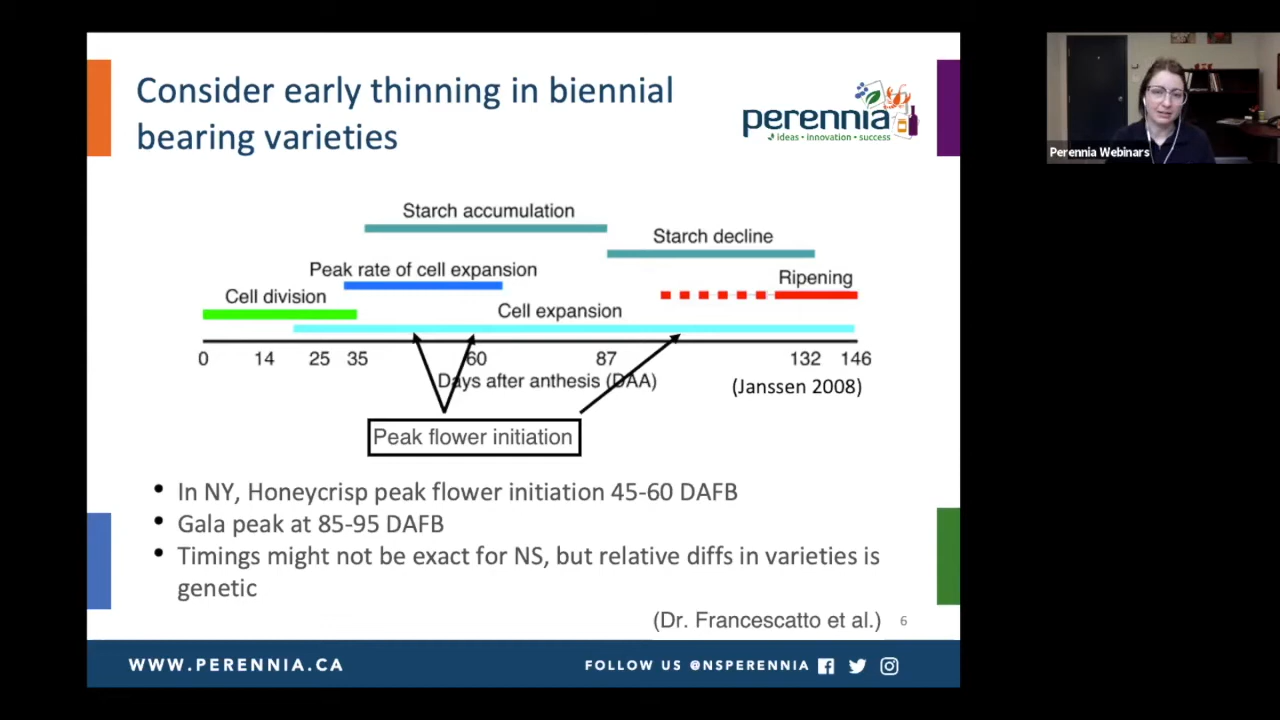 Consider early thinning in biennial
bearing varieties
perennia
ideas • innovation • success
Perennia Webinars
Starch accumulation
Starch decline
Peak rate of cell expansion
Ripening
Cell division
Cell expansion
0 14 25 35 60 87 132 146
Days after anthesis (DAA)
(Janssen 2008)
Peak flower initiation
• In NY, Honeycrisp peak flower initiation 45-60 DAFB
• Gala peak at 85-95 DAFB
• Timings might not be exact for NS, but relative diffs in varieties is
genetic
(Dr. Francescatto et al.) 6
WWW.PERENNIA.CA
FOLLOW US @NSPERENNIA